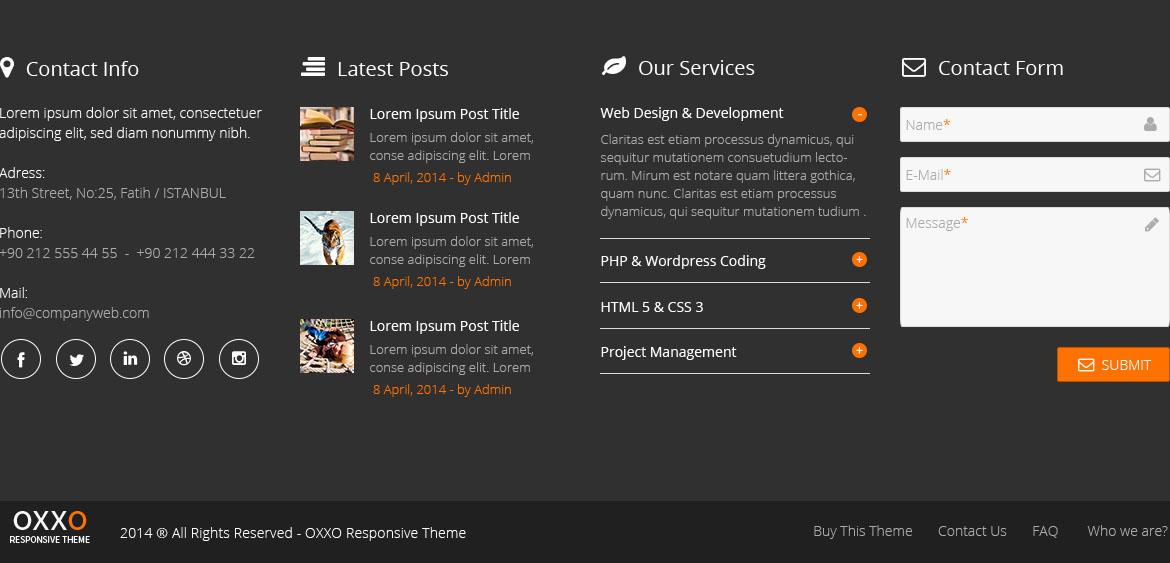 Contact Info
Lorem ipsum dolor sit amet, consectetuer
adipiscing elit, sed diam nonummy nibh.
Adress:
13th Street, No:25, Fatih / ISTANBUL
Phone:
+90 212 555 44 55 - +90 212 444 33 22
Mail:
info@companyweb.com
Latest Posts
Lorem Ipsum Post Title
Lorem ipsum dolor sit amet,
conse adipiscing elit. Lorem
8 April, 2014 - by Admin
Lorem Ipsum Post Title
Lorem ipsum dolor sit amet,
conse adipiscing elit. Lorem
8 April, 2014 - by Admin
Lorem Ipsum Post Title
Lorem ipsum dolor sit amet,
conse adipiscing elit. Lorem
8 April, 2014 - by Admin
Our Services
Web Design & Development
Claritas est etiam processus dynamicus, qui
sequitur mutationem consuetudium lecto-
rum. Mirum est notare quam littera gothica,
quam nunc. Claritas est etiam processus
dynamicus, qui sequitur mutationem tudium .
PHP & Wordpress Coding
HTML 5 & CSS 3
Project Management
Contact Form
Name*
E-Mail*
Message*
SUBMIT
OXXO
RESPONSIVE THEME
2014 ® All Rights Reserved - OXXO Responsive Theme
Buy This Theme Contact Us FAQ Who we are?